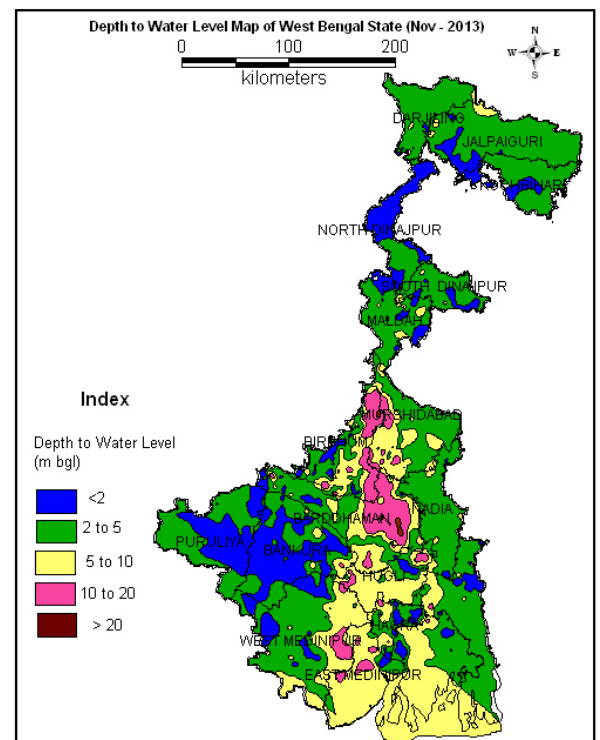 Depth to Water Level Map of West Bengal State (Nov - 2013)
0 100 200
kilometers
N
W E
S
DARJILING
JALPAIGURI
NORTH DINAJPUR
SOUTH DINAJPUR
MALDAH
MURSHIDABAD
BIRBHUM
NADIA
BARDDHAMAN
PURULIYA
BANKURA
HUGLI
HAORA
WEST MEDINIPUR
EAST MEDINIPUR
Index
Depth to Water Level
(m bgl)
<2
2 to 5
5 to 10
10 to 20
> 20